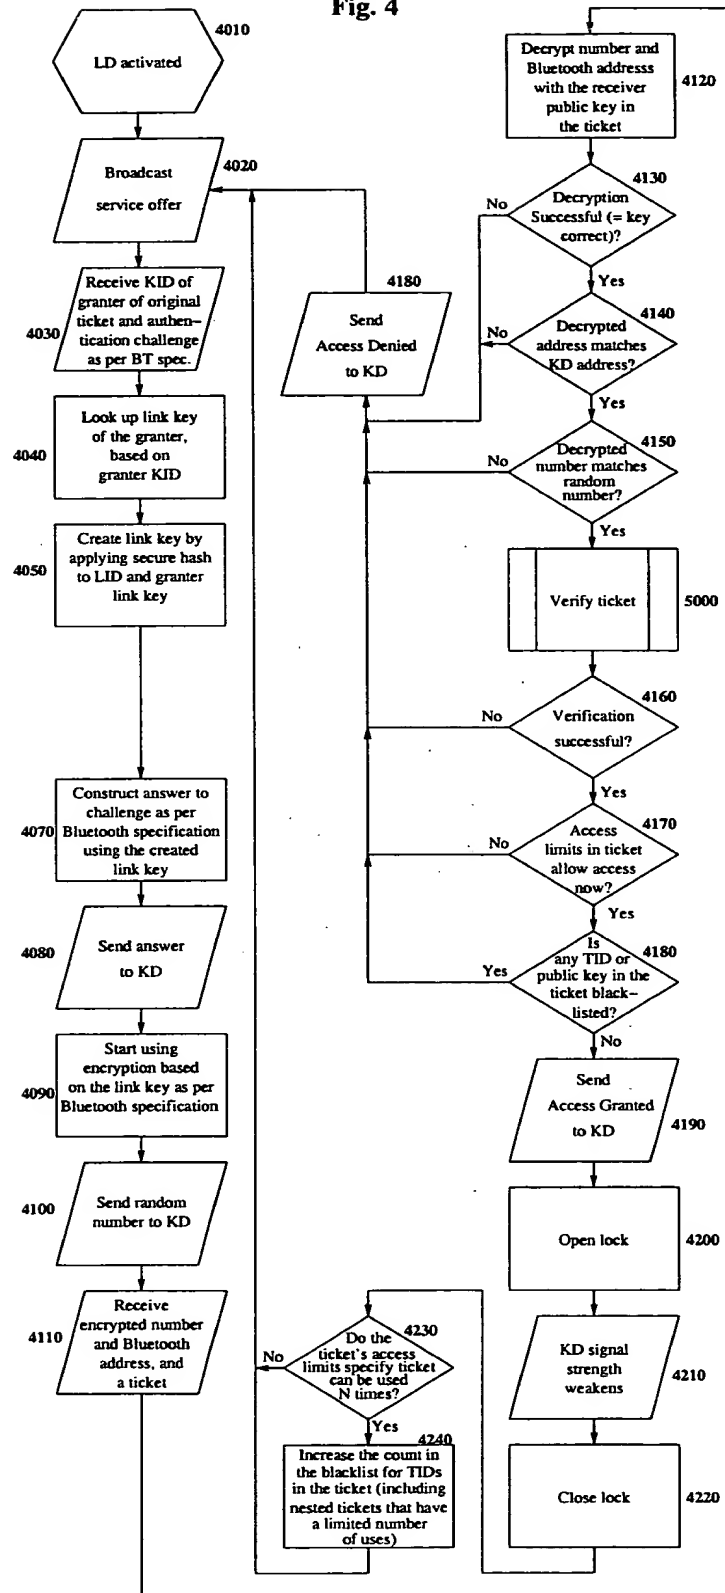 Fig. 4
4010
LD activated
4020
Broadcast
service offer
4030
Receive KID of
granter of original
ticket and authen-
tication challenge
as per BT spec.
4040
Look up link key
of the granter,
based on
granter KID
4050
Create link key by
applying secure hash
to LID and granter
link key
4070
Construct answer to
challenge as per
Bluetooth specification
using the created
link key
4080
Send answer
to KD
4090
Start using
encryption based
on the link key as per
Bluetooth specification
4100
Send random
number to KD
4110
Receive
encrypted number
and Bluetooth
address, and
a ticket
4180
Send
Access Denied
to KD
Decrypt number and
Bluetooth addresss
with the receiver
public key in
the ticket
4120
4130
No
Decryption
Successful (= key
correct)?
Yes
4140
No
Decrypted
address matches
KD address?
Yes
4150
No
Decrypted
number matches
random
number?
Yes
Verify ticket
5000
4160
No
Verification
successful?
Yes
4170
No
Access
limits in ticket
allow access
now?
Yes
4180
Yes
Is
any TID or
public key in the
ticket black-
listed?
No
Send
Access Granted
to KD
4190
Open lock
4200
KD signal
strength
weakens
4210
Close lock
4220
4230
No
Do the
ticket's access
limits specify ticket
can be used
N times?
Yes
4240
Increase the count in
the blacklist for TIDs
in the ticket (including
nested tickets that have
a limited number
of uses)